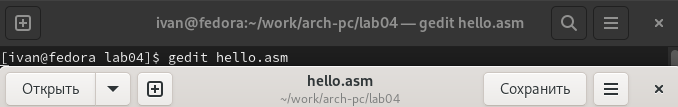 ivan@fedora:~/work/arch-pc/lab04 — gedit hello.asm
[ivan@fedora lab04]$ gedit hello.asm
Открыть
hello.asm
~/work/arch-pc/lab04
Сохранить